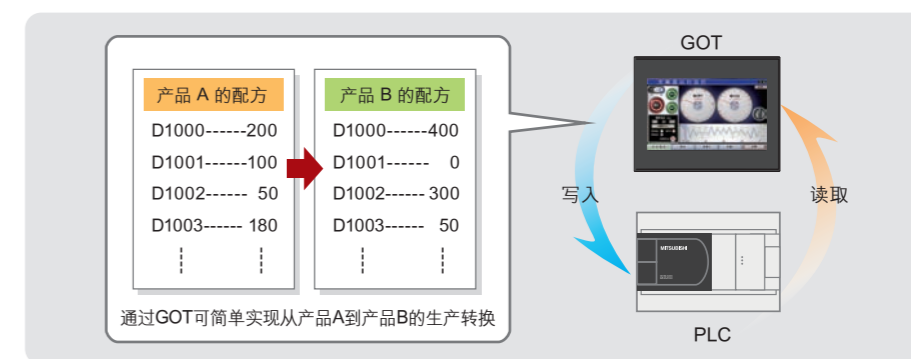 产品 A 的配方
D1000------200
D1001------100
D1002------ 50
D1003------ 180
产品 B 的配方
D1000------400
D1001------ 0
D1002------ 300
D1003------ 50
通过GOT可简单实现从产品A到产品B的生产转换
GOT
写入
读取
MITSUBISHI
PLC